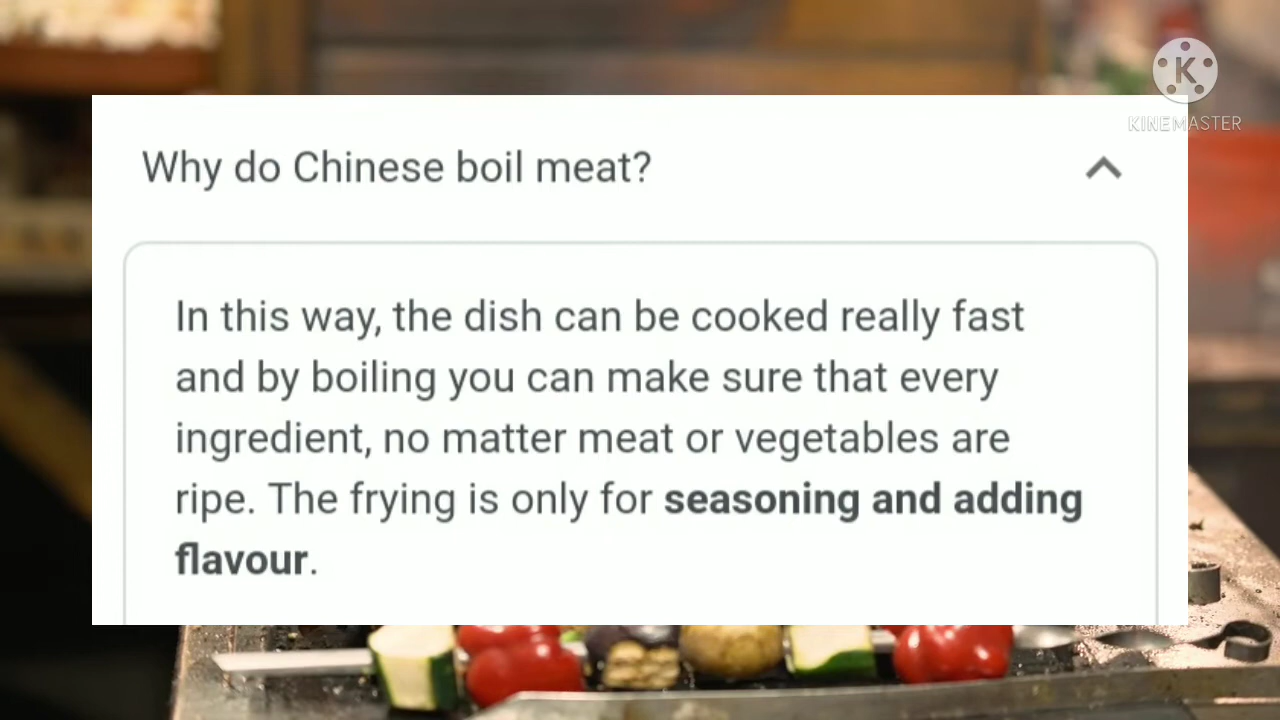 K
KINEMASTER
Why do Chinese boil meat?
In this way, the dish can be cooked really fast
and by boiling you can make sure that every
ingredient, no matter meat or vegetables are
ripe. The frying is only for seasoning and adding
flavour.